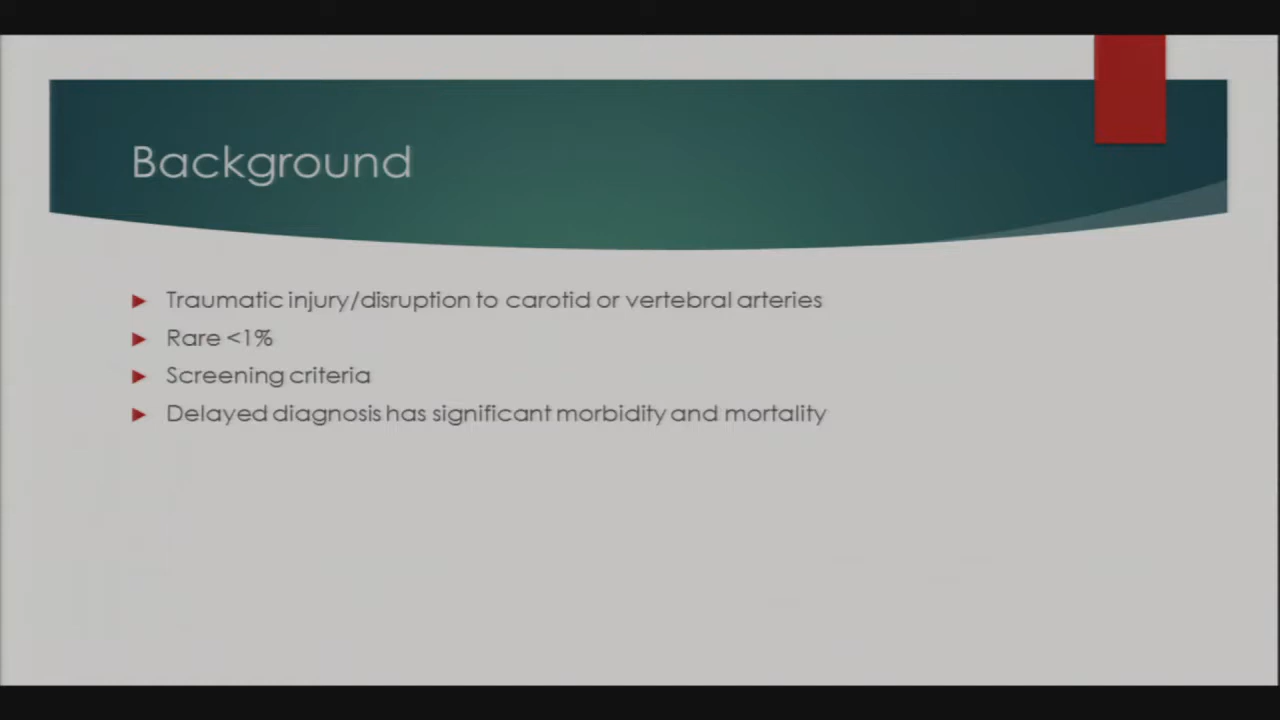 Background
Traumatic injury/disruption to carotid or vertebral arteries
Rare <1%
Screening criteria
Delayed diagnosis has significant morbidity and mortality